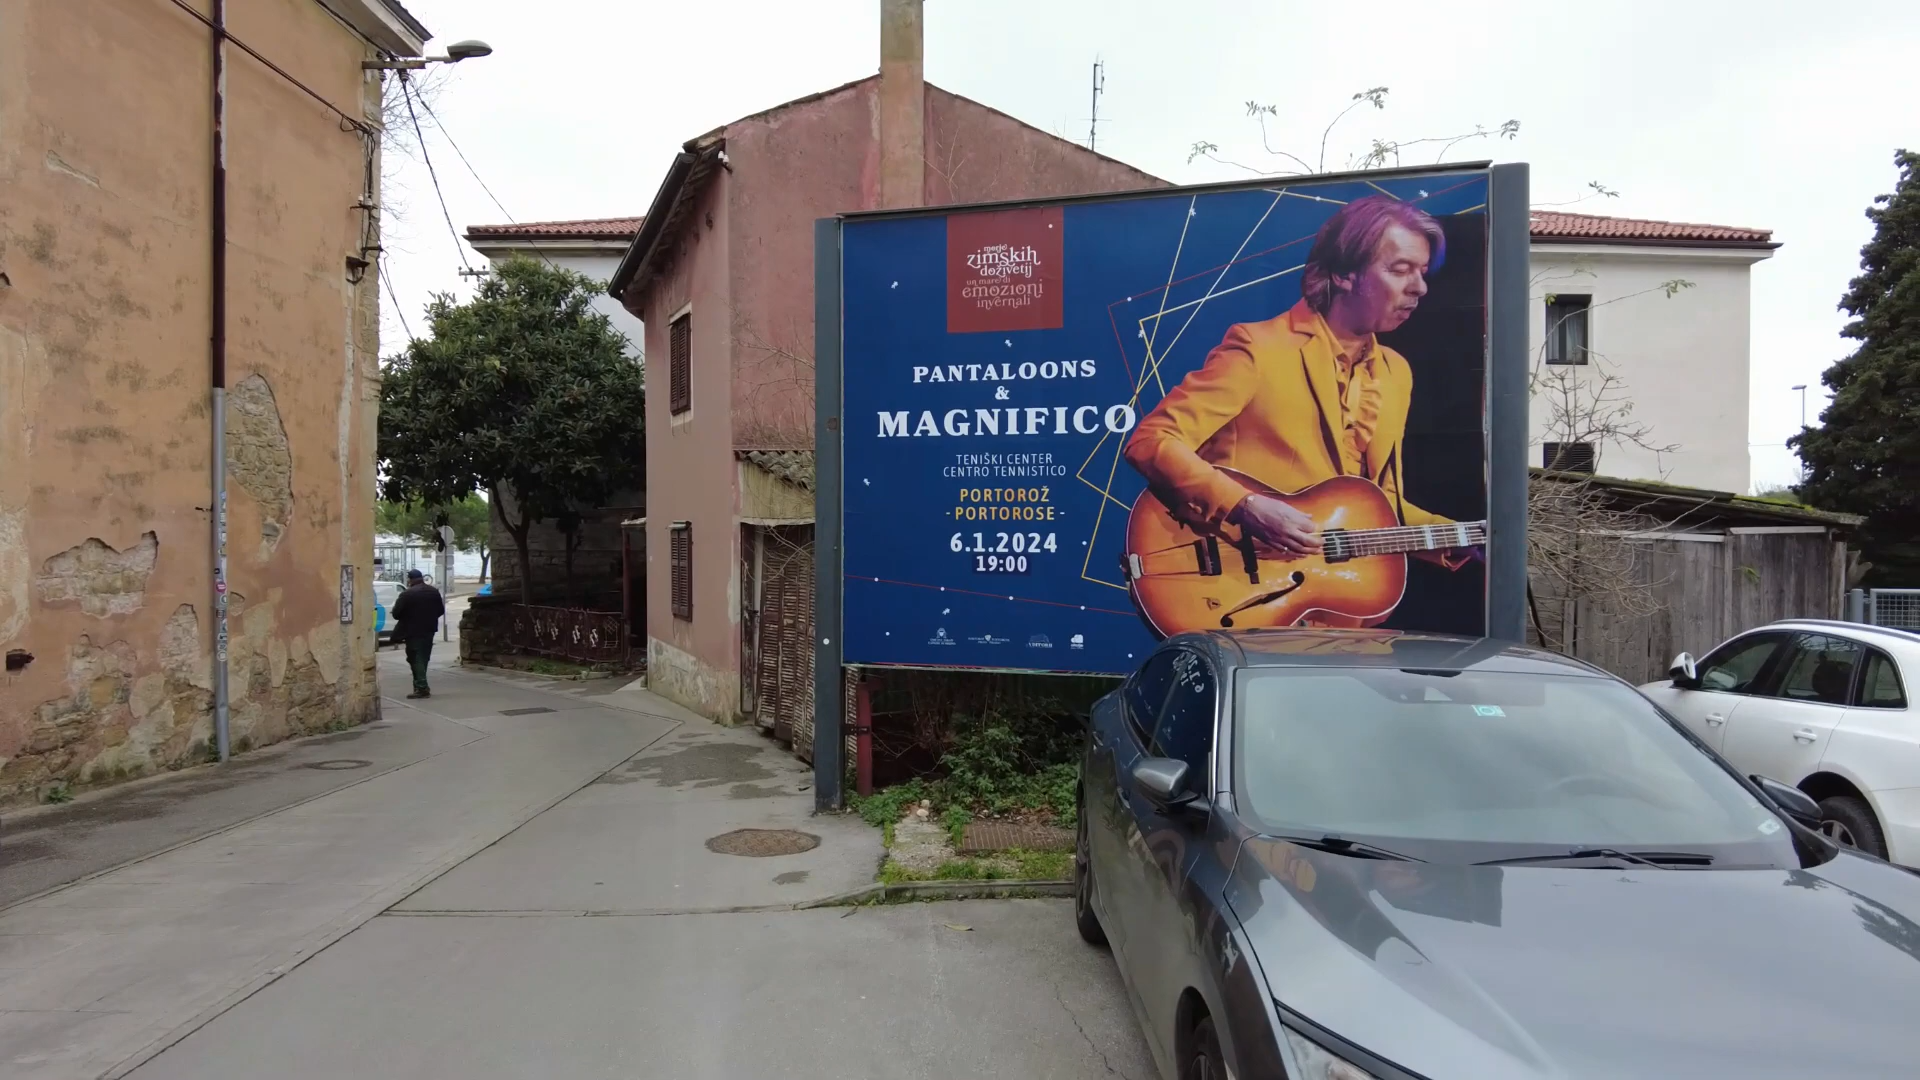 morje
zimskih
doživetij
un mare di
emozioni
invernali
PANTALOONS
&
MAGNIFICO
TENIŠKI CENTER
CENTRO TENNISTICO
PORTOROŽ
- PORTOROSE -
6.1.2024
19:00